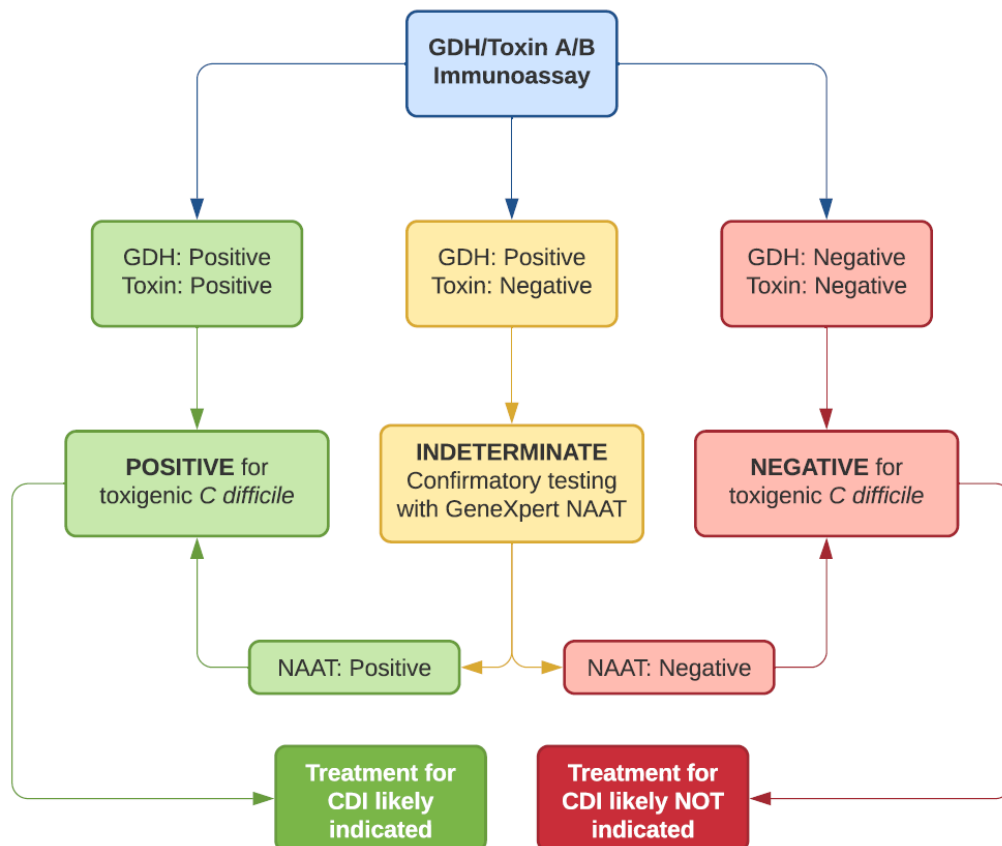 GDH/Toxin A/B
Immunoassay
GDH: Positive
Toxin: Positive
GDH: Positive
Toxin: Negative
GDH: Negative
Toxin: Negative
POSITIVE for
toxigenic C difficile
INDETERMINATE
Confirmatory testing
with GeneXpert NAAT
NEGATIVE for
toxigenic C difficile
NAAT: Positive
NAAT: Negative
Treatment for
CDI likely
indicated
Treatment for
CDI likely NOT
indicated